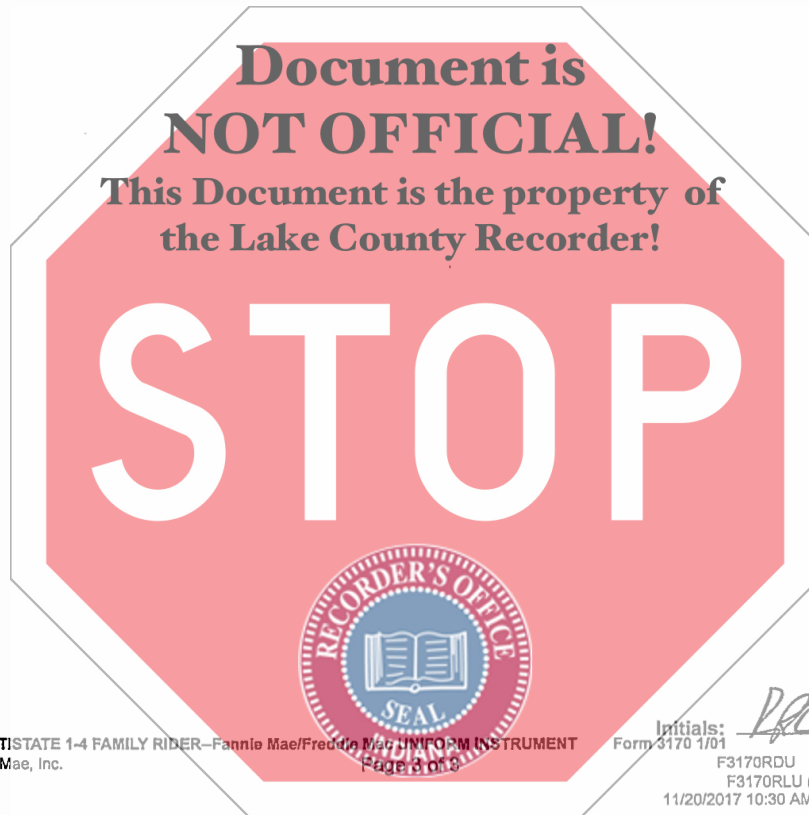 Document is
NOT OFFICIAL!
This Document is the property of
the Lake County Recorder!
STOP
RECORDER'S OFFICE
SEAL
INDIANA
Initials:
TISTATE 1-4 FAMILY RIDER–Fannie Mae/Freddie Mac UNIFORM INSTRUMENT Form 3170 1/01
Mae, Inc. Page 3 of 3 F3170RDU
F3170RLU
11/20/2017 10:30 AM